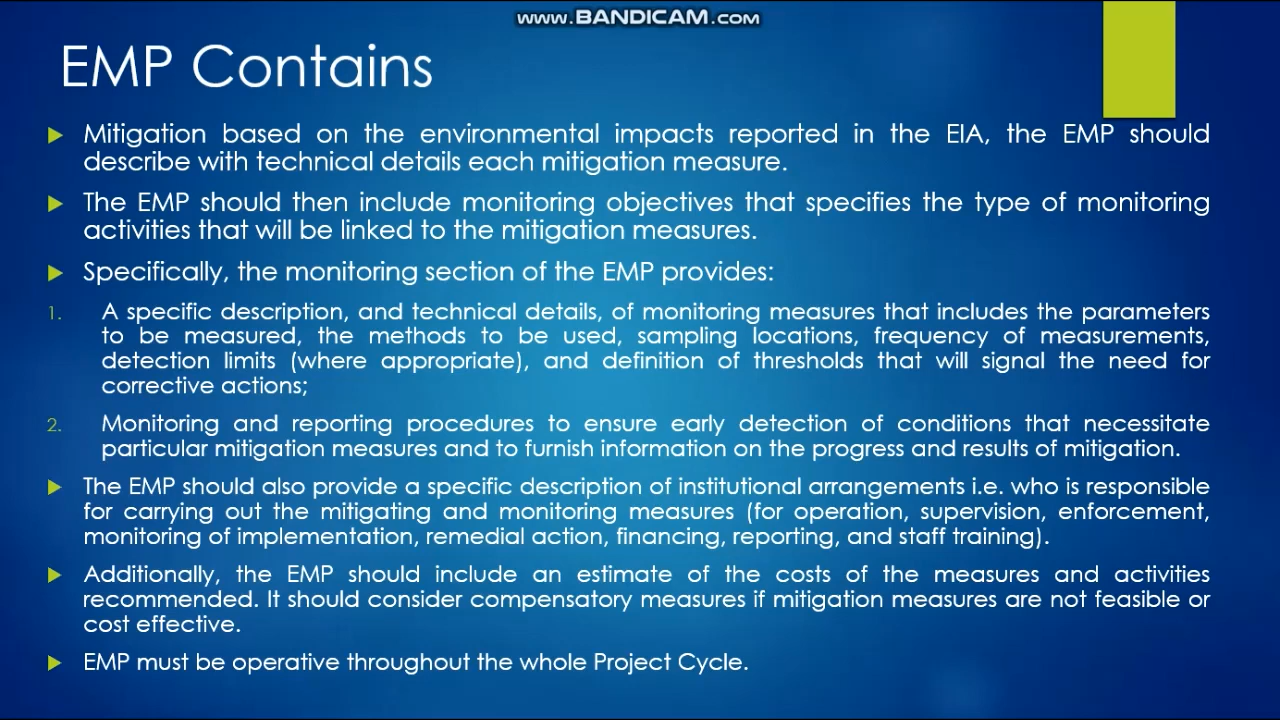 www.BANDICAM.com
EMP Contains
Mitigation based on the environmental impacts reported in the EIA, the EMP should
describe with technical details each mitigation measure.
The EMP should then include monitoring objectives that specifies the type of monitoring
activities that will be linked to the mitigation measures.
Specifically, the monitoring section of the EMP provides:
1. A specific description, and technical details, of monitoring measures that includes the parameters
to be measured, the methods to be used, sampling locations, frequency of measurements,
detection limits (where appropriate), and definition of thresholds that will signal the need for
corrective actions;
2. Monitoring and reporting procedures to ensure early detection of conditions that necessitate
particular mitigation measures and to furnish information on the progress and results of mitigation.
The EMP should also provide a specific description of institutional arrangements i.e. who is responsible
for carrying out the mitigating and monitoring measures (for operation, supervision, enforcement,
monitoring of implementation, remedial action, financing, reporting, and staff training).
Additionally, the EMP should include an estimate of the costs of the measures and activities
recommended. It should consider compensatory measures if mitigation measures are not feasible or
cost effective.
EMP must be operative throughout the whole Project Cycle.